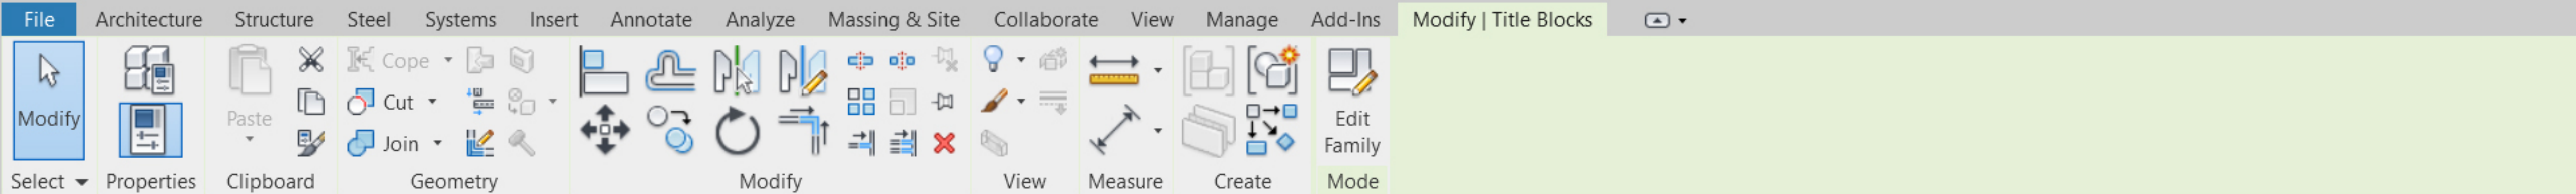 File Architecture Structure Steel Systems Insert Annotate Analyze Massing & Site Collaborate View Manage Add-Ins Modify | Title Blocks
Cope
Modify
Paste
Cut
Join
Edit
Family
Select Properties Clipboard Geometry Modify View Measure Create Mode